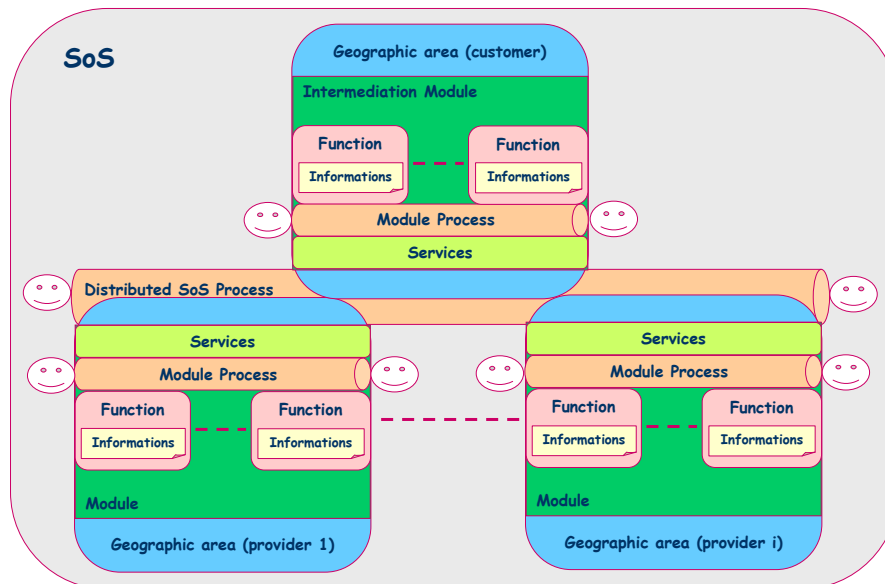 SoS
Geographic area (customer)
Intermediation Module
Function
Function
Informations
Informations
Module Process
Services
Distributed SoS Process
Services
Services
Module Process
Module Process
Function
Function
Function
Function
Informations
Informations
Informations
Informations
Module
Module
Geographic area (provider 1)
Geographic area (provider i)